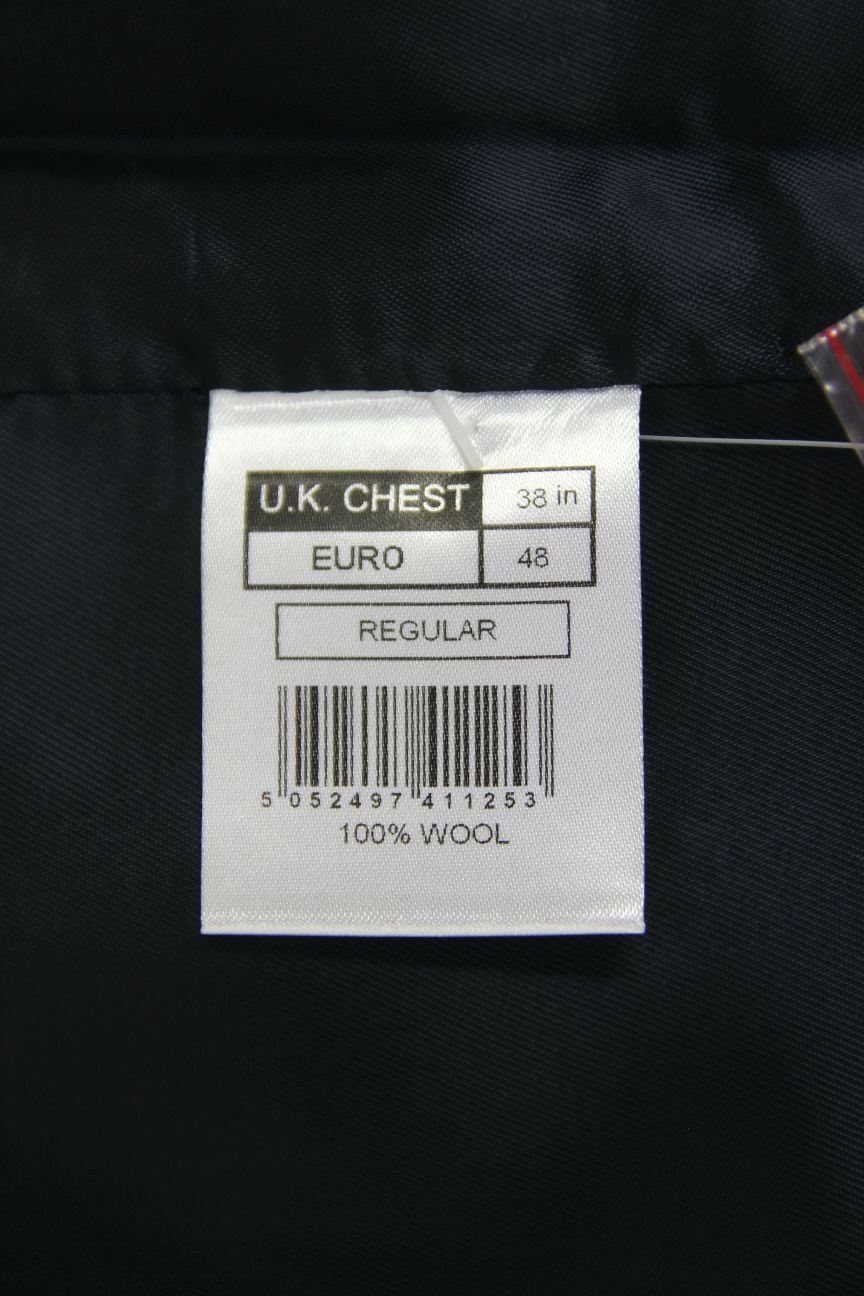 U.K. CHEST 38 in
EURO 48
REGULAR
5 052497 411253
100% WOOL